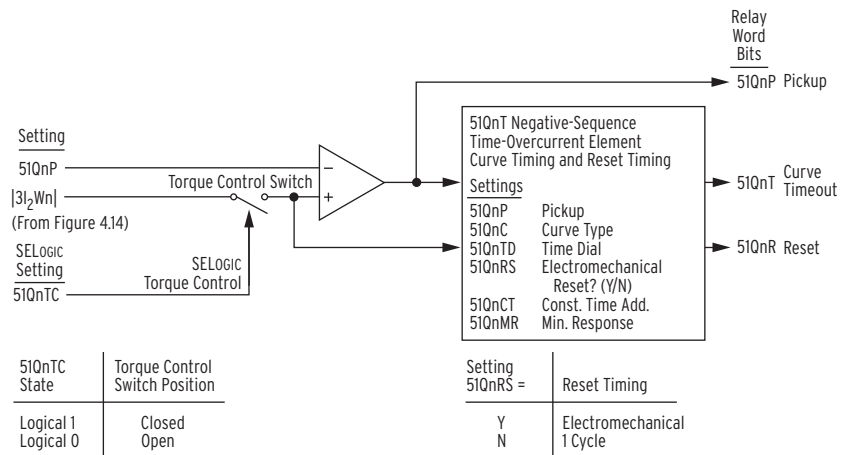 Relay
Word
Bits
51QnP Pickup
Setting
51QnP
|3I₂Wn|
(From Figure 4.14)
Torque Control Switch
−
+
SELOGIC
Setting
51QnTC
SELOGIC
Torque Control
51QnT Negative-Sequence
Time-Overcurrent Element
Curve Timing and Reset Timing
Settings
51QnP Pickup
51QnC Curve Type
51QnTD Time Dial
51QnRS Electromechanical
Reset? (Y/N)
51QnCT Const. Time Add.
51QnMR Min. Response
51QnT Curve
Timeout
51QnR Reset
51QnTC Torque Control
State Switch Position
Logical 1 Closed
Logical 0 Open
Setting
51QnRS = Reset Timing
Y Electromechanical
N 1 Cycle